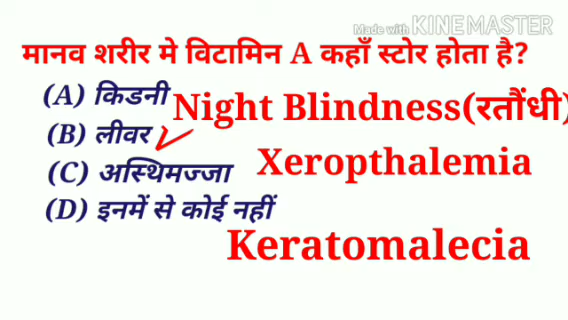 Made with KINEMASTER
मानव शरीर मे विटामिन A कहाँ स्टोर होता है?
(A) किडनी
Night Blindness(रतौंधी)
(B) लीवर
Xeropthalemia
(C) अस्थिमज्जा
(D) इनमें से कोई नहीं
Keratomalecia